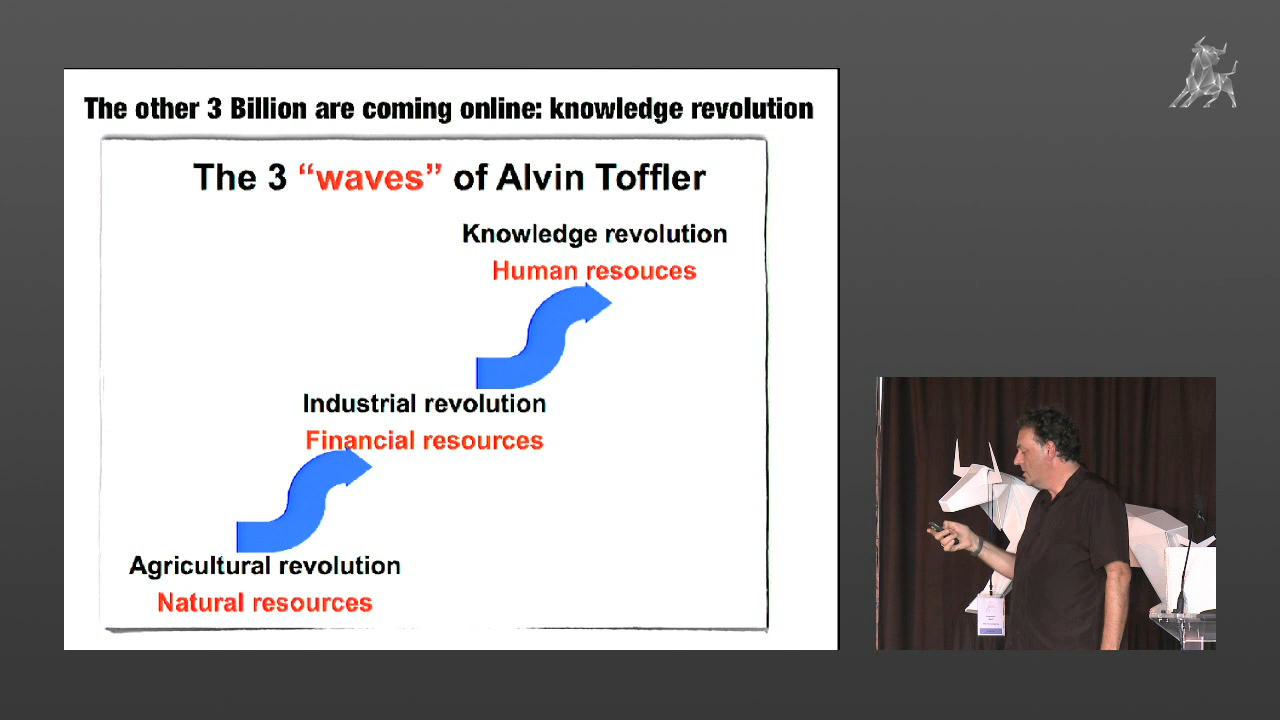 The other 3 Billion are coming online: knowledge revolution
The 3 “waves” of Alvin Toffler
Knowledge revolution
Human resouces
Industrial revolution
Financial resources
Agricultural revolution
Natural resources